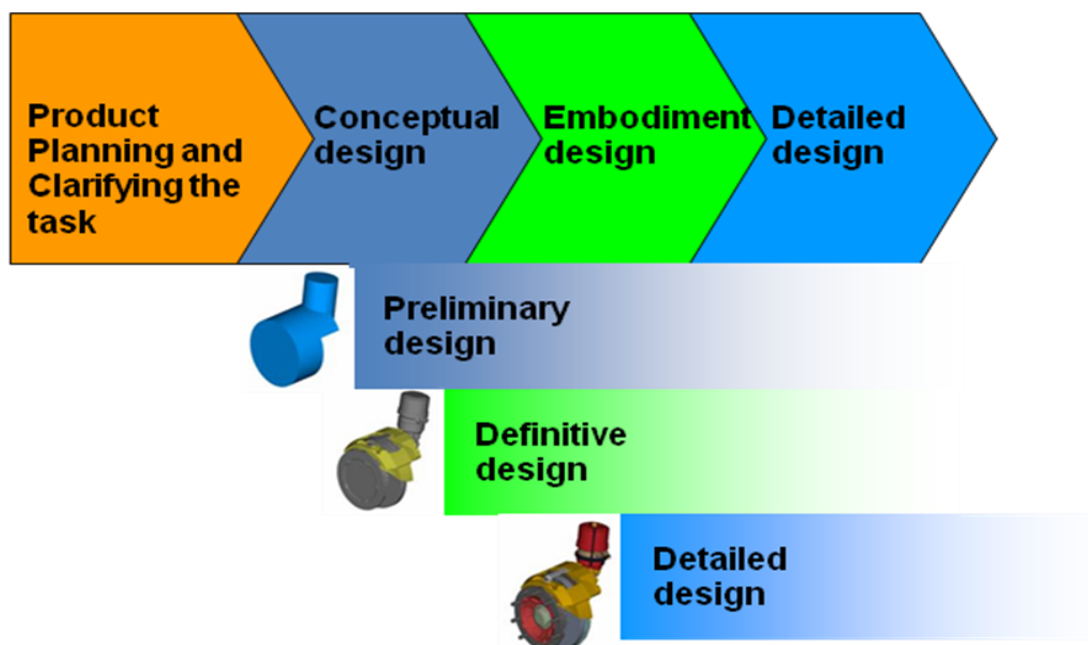 Product
Planning and
Clarifying the
task
Conceptual
design
Embodiment
design
Detailed
design
Preliminary
design
Definitive
design
Detailed
design